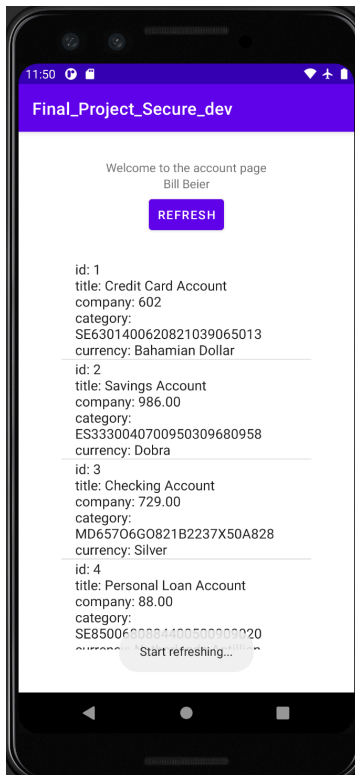 11:50
Final_Project_Secure_dev
Welcome to the account page
Bill Beier
REFRESH
id: 1
title: Credit Card Account
company: 602
category:
SE6301400620821039065013
currency: Bahamian Dollar
id: 2
title: Savings Account
company: 986.00
category:
ES3330040700950309680958
currency: Dobra
id: 3
title: Checking Account
company: 729.00
category:
MD657O6GO821B2237X50A828
currency: Silver
id: 4
title: Personal Loan Account
company: 88.00
category:
SE8500680884400500909020
Start refreshing...